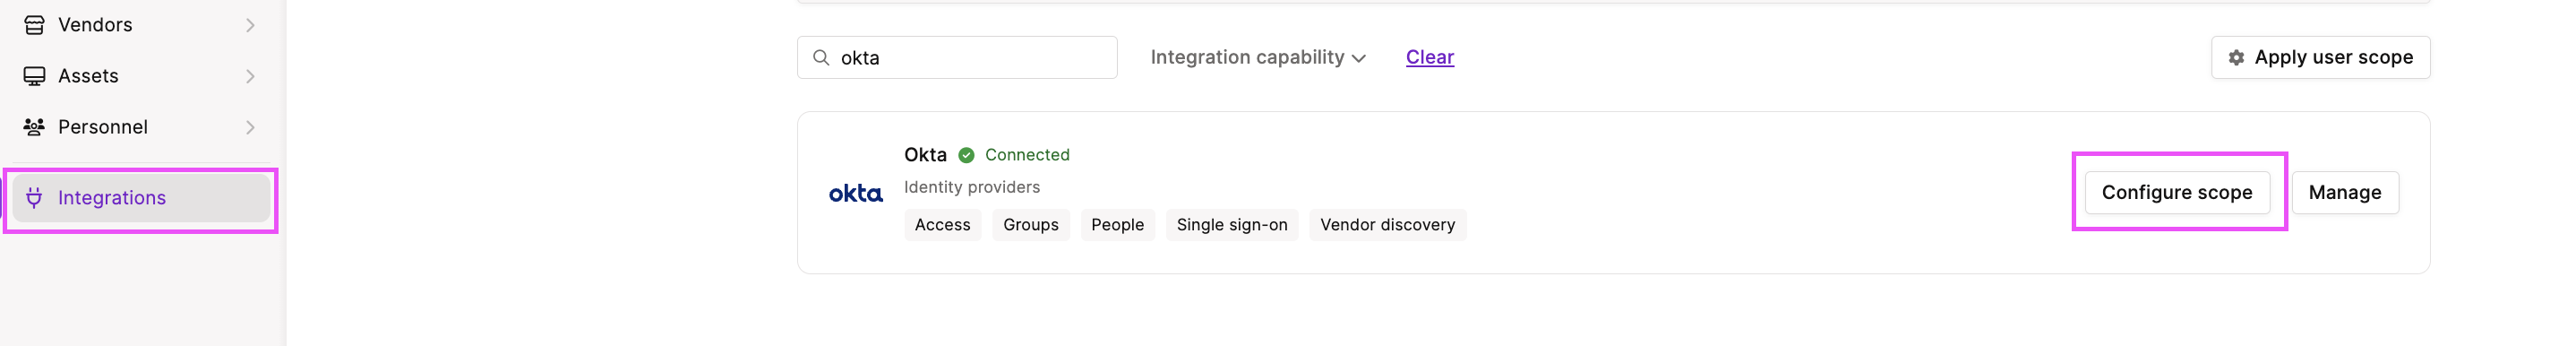 Vendors
Assets
Personnel
Integrations
okta
Integration capability
Clear
Apply user scope
okta
Okta
Connected
Identity providers
Access
Groups
People
Single sign-on
Vendor discovery
Configure scope
Manage